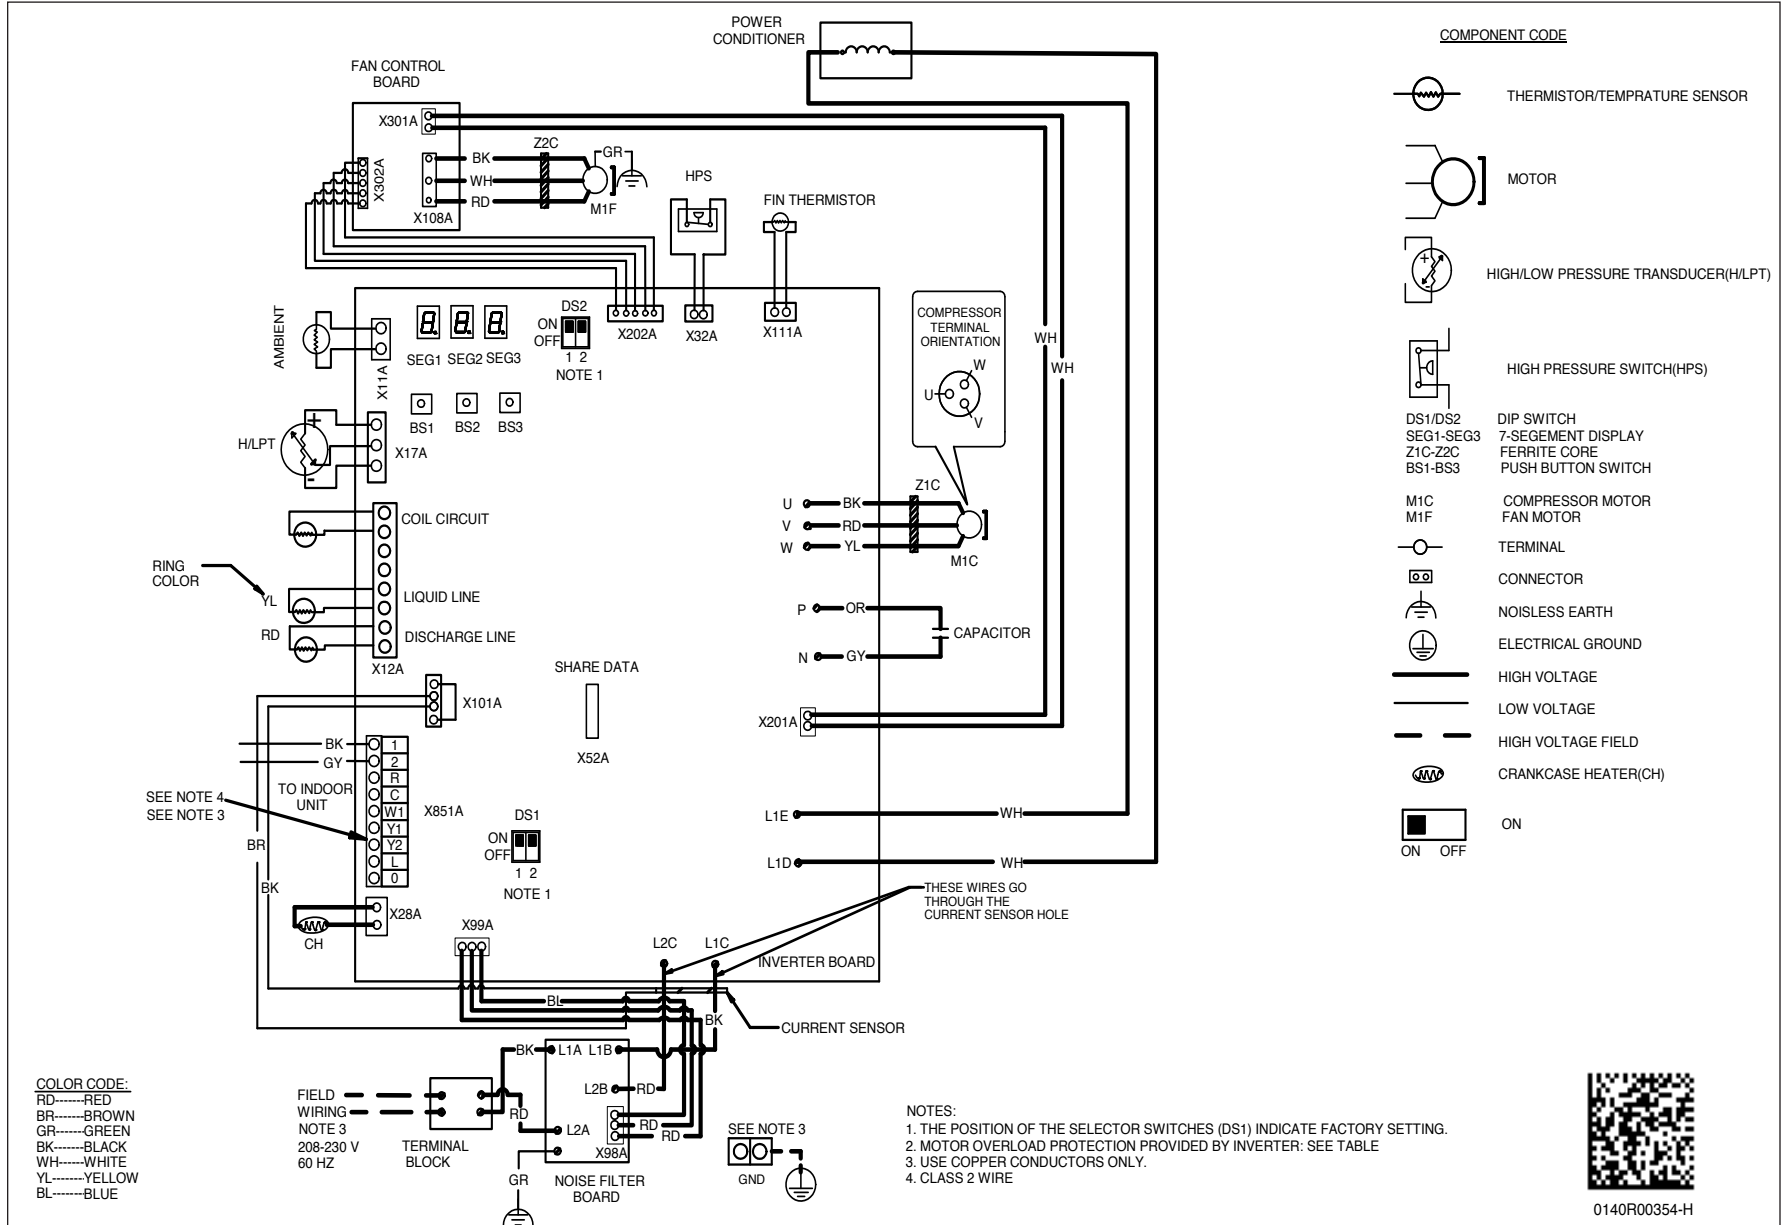 POWER
CONDITIONER
FAN CONTROL
BOARD
X301A
X302A
X108A
BK
WH
RD
Z2C
GR
M1F
HPS
FIN THERMISTOR
AMBIENT
X11A
SEG1 SEG2 SEG3
DS2
ON
OFF
1 2
NOTE 1
X202A
X32A
X111A
BS1 BS2 BS3
H/LPT
+
-
X17A
COMPRESSOR
TERMINAL
ORIENTATION
W
U
V
WH
WH
COIL CIRCUIT
RING
COLOR
YL
LIQUID LINE
RD
DISCHARGE LINE
X12A
U BK
V RD
W YL
Z1C
M1C
P OR
N GY
CAPACITOR
SHARE DATA
X52A
X101A
X201A
BK 1
GY 2
R
C
W1
Y1
Y2
L
0
TO INDOOR
UNIT
X851A
SEE NOTE 4
SEE NOTE 3
BR
BK
DS1
ON
OFF
1 2
NOTE 1
L1E WH
L1D WH
X28A
CH
X99A
L2C L1C
INVERTER BOARD
THESE WIRES GO
THROUGH THE
CURRENT SENSOR HOLE
BL
BK
CURRENT SENSOR
BK L1A L1B
L2B RD
RD L2A
RD
RD
X98A
GR
NOISE FILTER
BOARD
FIELD
WIRING
NOTE 3
208-230 V
60 HZ
TERMINAL
BLOCK
SEE NOTE 3
GND
COLOR CODE:
RD-------RED
BR-------BROWN
GR-------GREEN
BK-------BLACK
WH------WHITE
YL--------YELLOW
BL--------BLUE
NOTES:
1. THE POSITION OF THE SELECTOR SWITCHES (DS1) INDICATE FACTORY SETTING.
2. MOTOR OVERLOAD PROTECTION PROVIDED BY INVERTER: SEE TABLE
3. USE COPPER CONDUCTORS ONLY.
4. CLASS 2 WIRE
COMPONENT CODE
THERMISTOR/TEMPRATURE SENSOR
MOTOR
+
-
HIGH/LOW PRESSURE TRANSDUCER(H/LPT)
HIGH PRESSURE SWITCH(HPS)
DS1/DS2 DIP SWITCH
SEG1-SEG3 7-SEGEMENT DISPLAY
Z1C-Z2C FERRITE CORE
BS1-BS3 PUSH BUTTON SWITCH
M1C COMPRESSOR MOTOR
M1F FAN MOTOR
TERMINAL
CONNECTOR
NOISLESS EARTH
ELECTRICAL GROUND
HIGH VOLTAGE
LOW VOLTAGE
HIGH VOLTAGE FIELD
CRANKCASE HEATER(CH)
ON
ON OFF
0140R00354-H